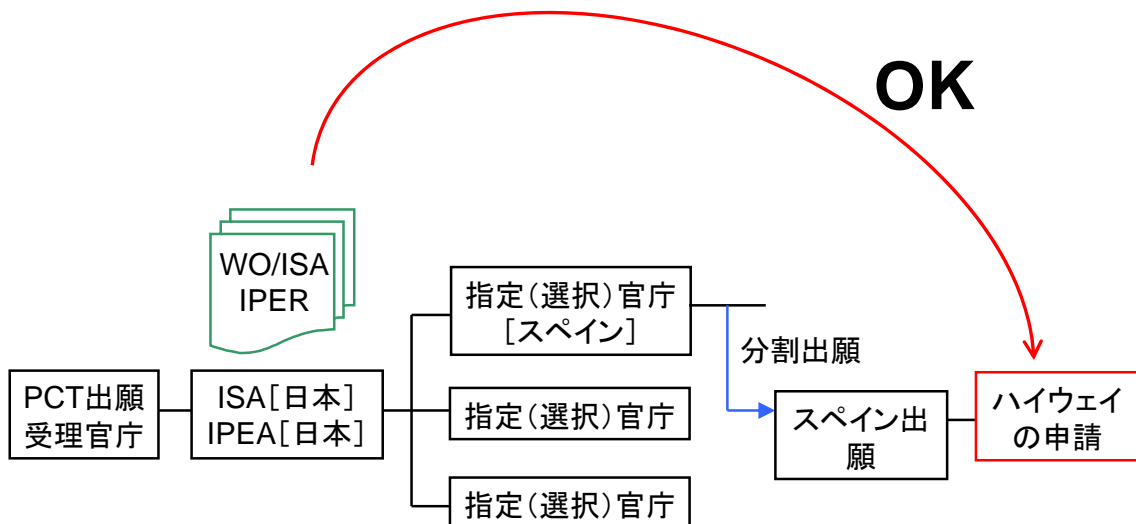 OK
WO/ISA
IPER
指定（選択）官庁
［スペイン］
分割出願
PCT出願
受理官庁
ISA［日本］
IPEA［日本］
指定（選択）官庁
スペイン出
願
ハイウェイ
の申請
指定（選択）官庁